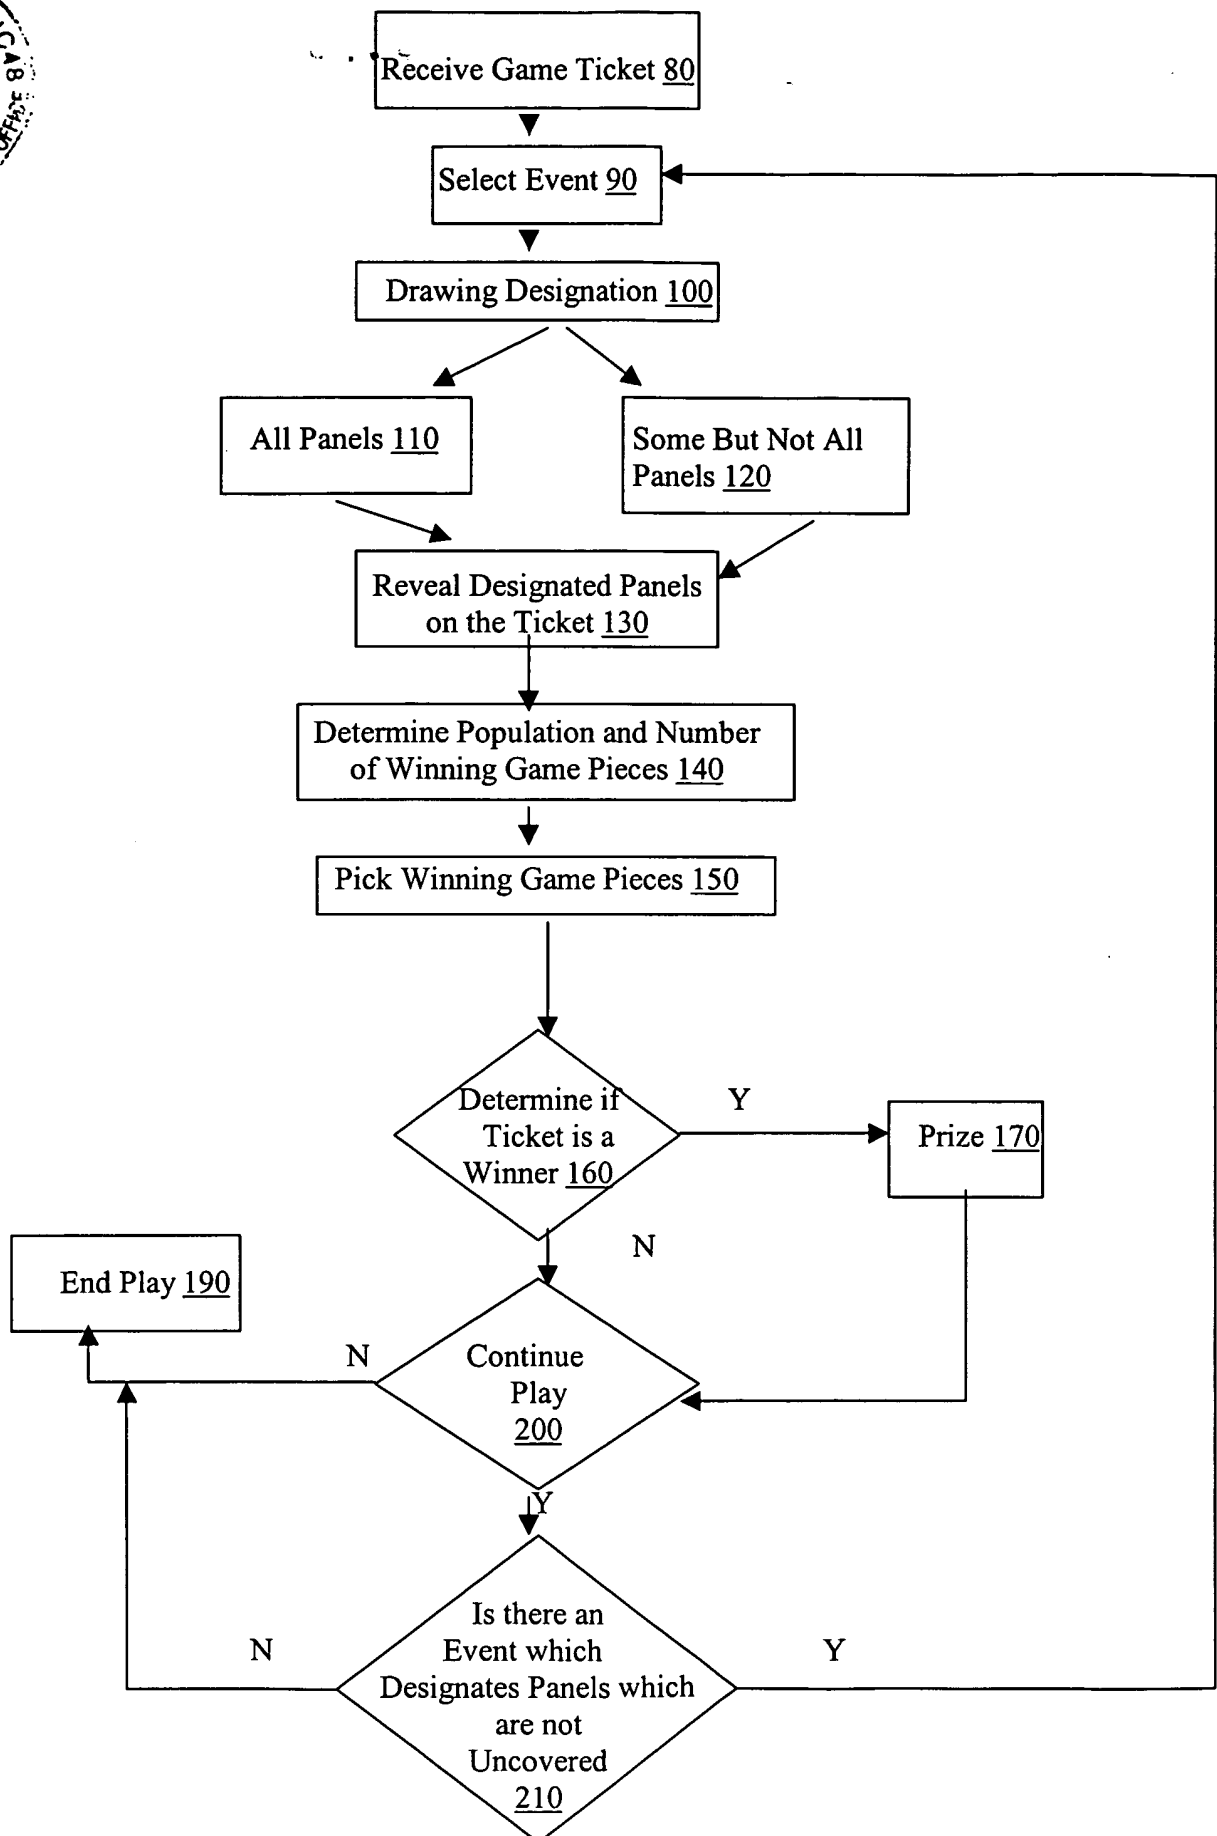 Receive Game Ticket 80
Select Event 90
Drawing Designation 100
All Panels 110
Some But Not All
Panels 120
Reveal Designated Panels
on the Ticket 130
Determine Population and Number
of Winning Game Pieces 140
Pick Winning Game Pieces 150
Determine if
Ticket is a
Winner 160
Y
Prize 170
N
End Play 190
N
Continue
Play
200
Y
Is there an
Event which
Designates Panels which
are not
Uncovered
210
N
Y